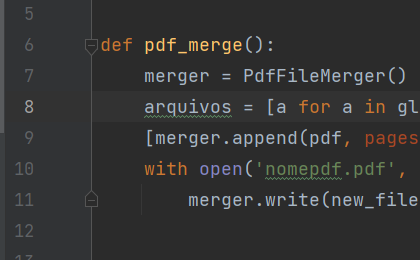 5
6 def pdf_merge():
7 merger = PdfFileMerger()
8 arquivos = [a for a in gl
9 [merger.append(pdf, pages
10 with open('nomepdf.pdf',
11 merger.write(new_file
12